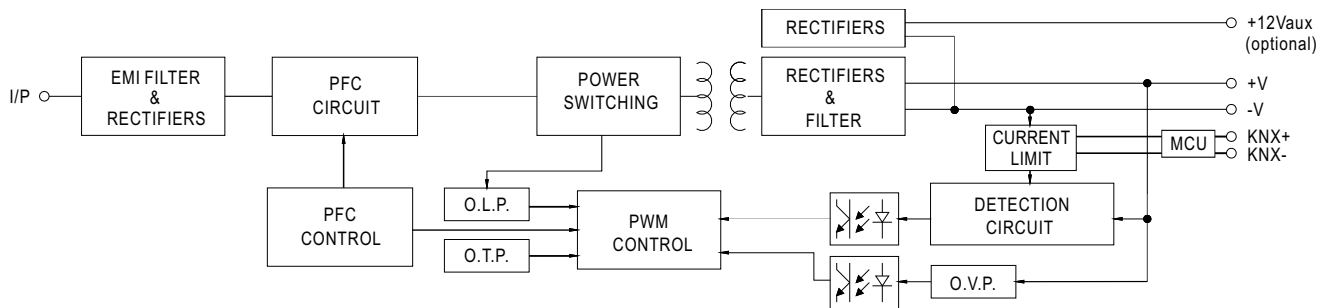 RECTIFIERS
+12Vaux
(optional)
I/P
EMI FILTER
&
RECTIFIERS
PFC
CIRCUIT
POWER
SWITCHING
RECTIFIERS
&
FILTER
+V
-V
CURRENT
LIMIT
MCU
KNX+
KNX-
PFC
CONTROL
O.L.P.
O.T.P.
PWM
CONTROL
DETECTION
CIRCUIT
O.V.P.